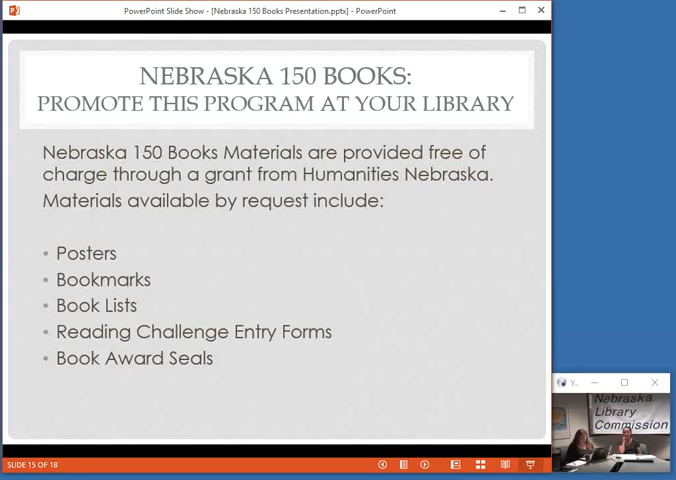 PowerPoint Slide Show - [Nebraska 150 Books Presentation.pptx] - PowerPoint
NEBRASKA 150 BOOKS:
PROMOTE THIS PROGRAM AT YOUR LIBRARY
Nebraska 150 Books Materials are provided free of
charge through a grant from Humanities Nebraska.
Materials available by request include:
• Posters
• Bookmarks
• Book Lists
• Reading Challenge Entry Forms
• Book Award Seals
SLIDE 15 OF 18
Y...
Nebraska
Library
Commission